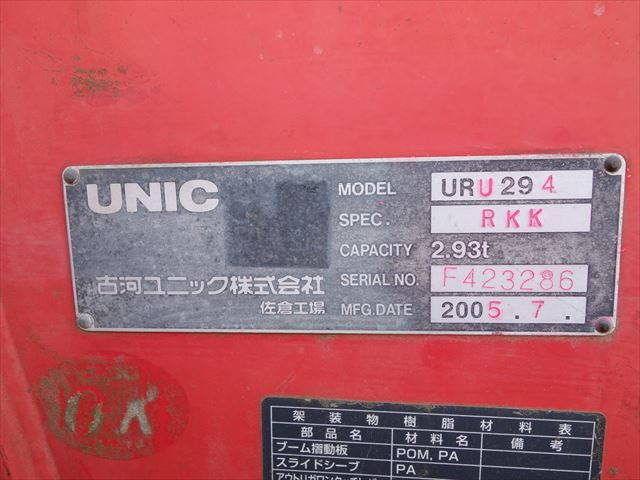 UNIC
MODEL URU294
SPEC. RKK
CAPACITY 2.93t
古河ユニック株式会社 SERIAL NO. F423286
佐倉工場 MFG.DATE 2005.7.
架装物樹脂材料表
部品名 材料名 備考
ブーム摺動板 POM, PA
スライドシーブ PA